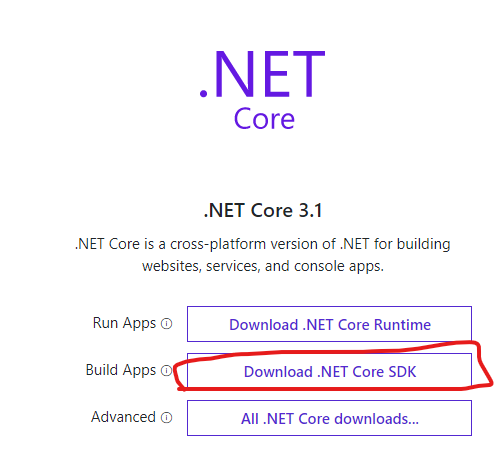 .NET
Core
.NET Core 3.1
.NET Core is a cross-platform version of .NET for building
websites, services, and console apps.
Run Apps ⓘ Download .NET Core Runtime
Build Apps ⓘ Download .NET Core SDK
Advanced ⓘ All .NET Core downloads...